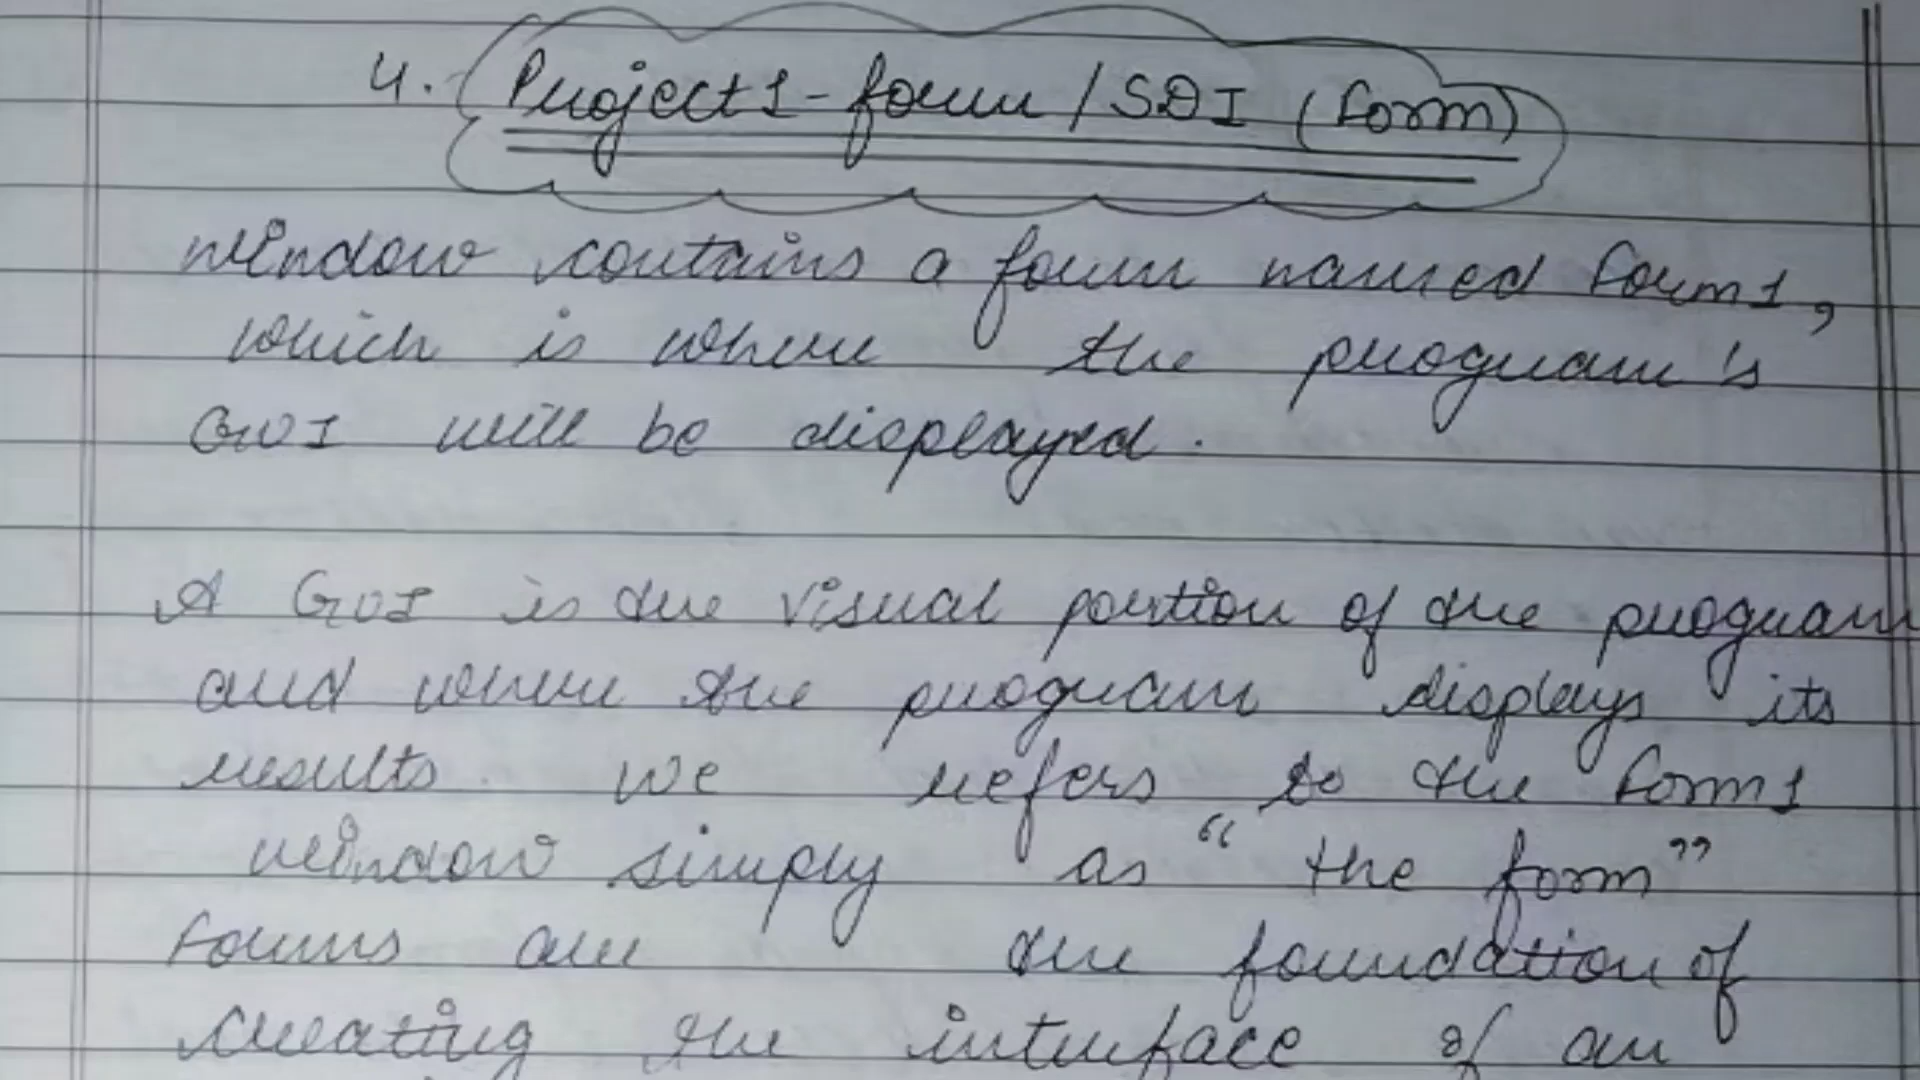 4. Project1-form/SDI (form)
window contains a form named form1,
which is where the program's
GUI will be displayed.
A GUI is the visual portion of the program
and where the program displays its
results. we refers to the form1
window simply as "the form"
forms are the foundation of
creating the interface of an